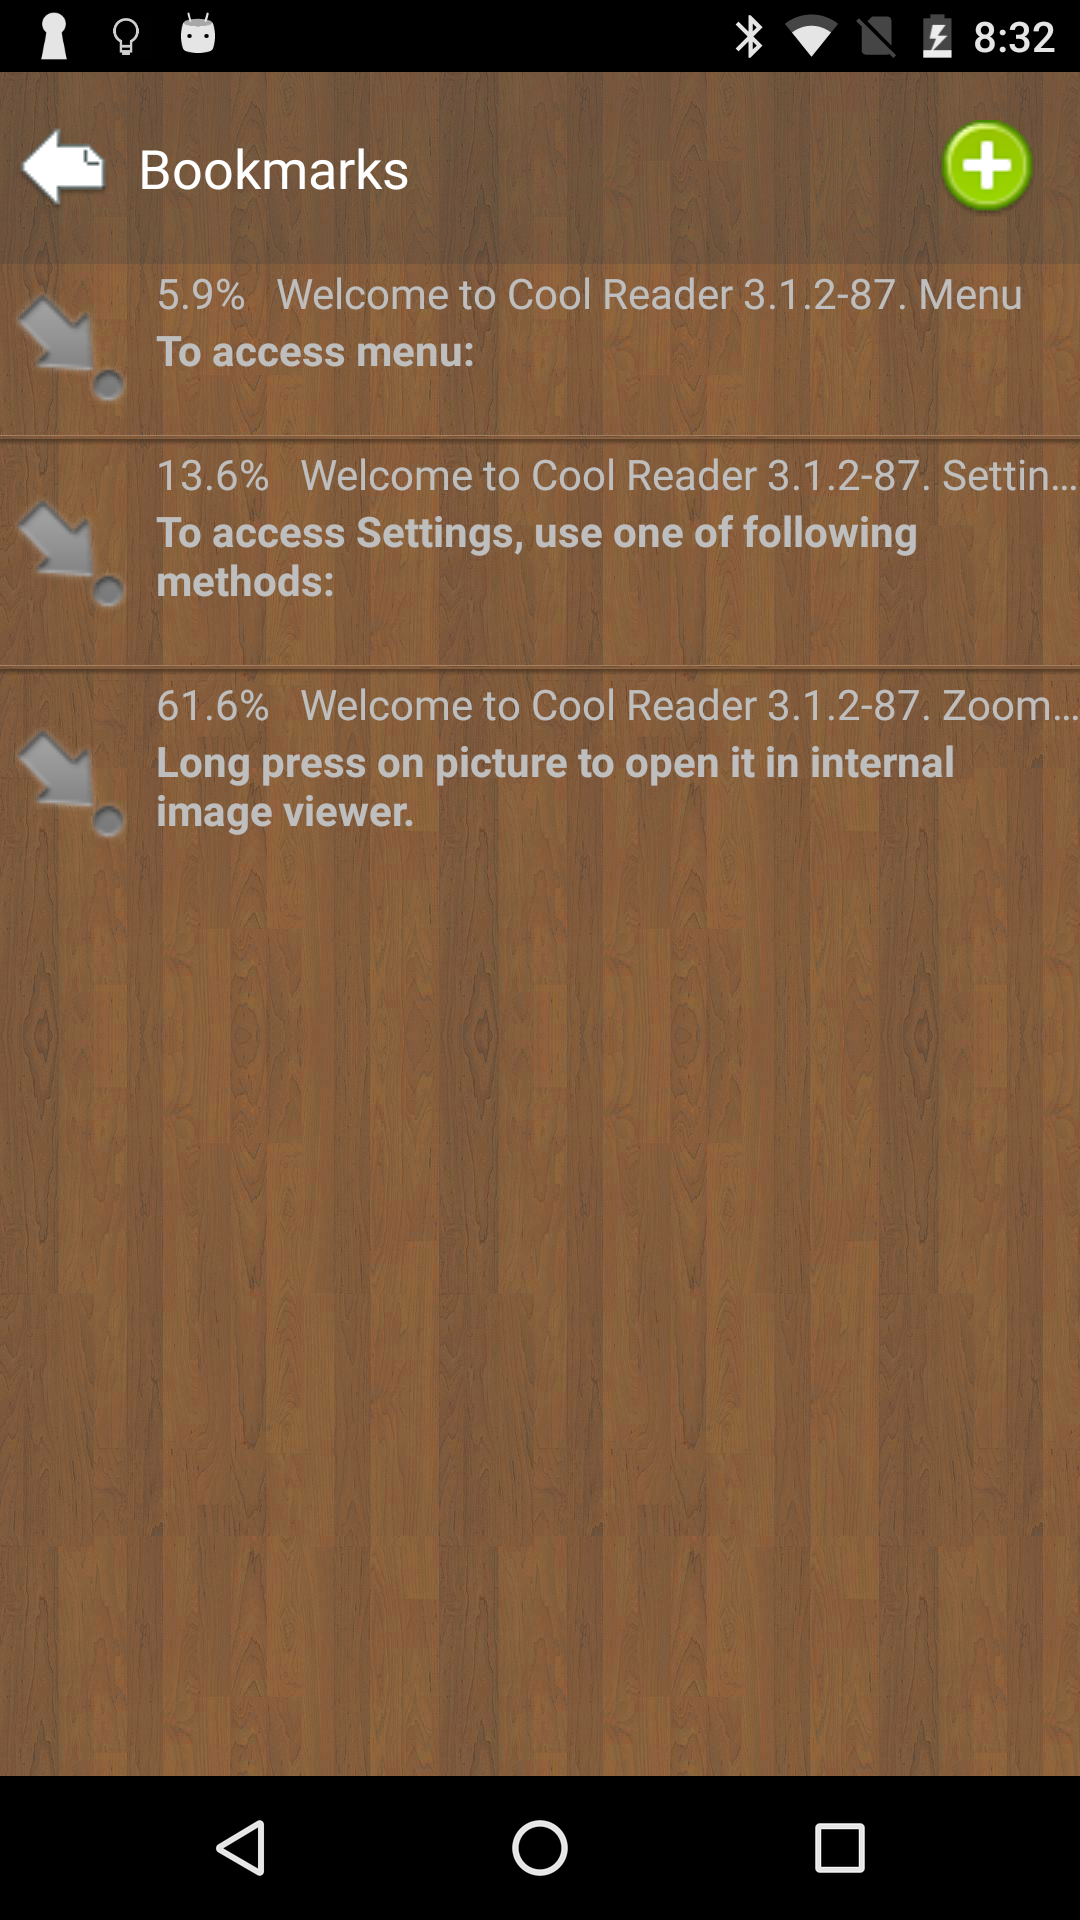 8:32
Bookmarks
5.9% Welcome to Cool Reader 3.1.2-87. Menu
To access menu:
13.6% Welcome to Cool Reader 3.1.2-87. Settin...
To access Settings, use one of following
methods:
61.6% Welcome to Cool Reader 3.1.2-87. Zoom...
Long press on picture to open it in internal
image viewer.